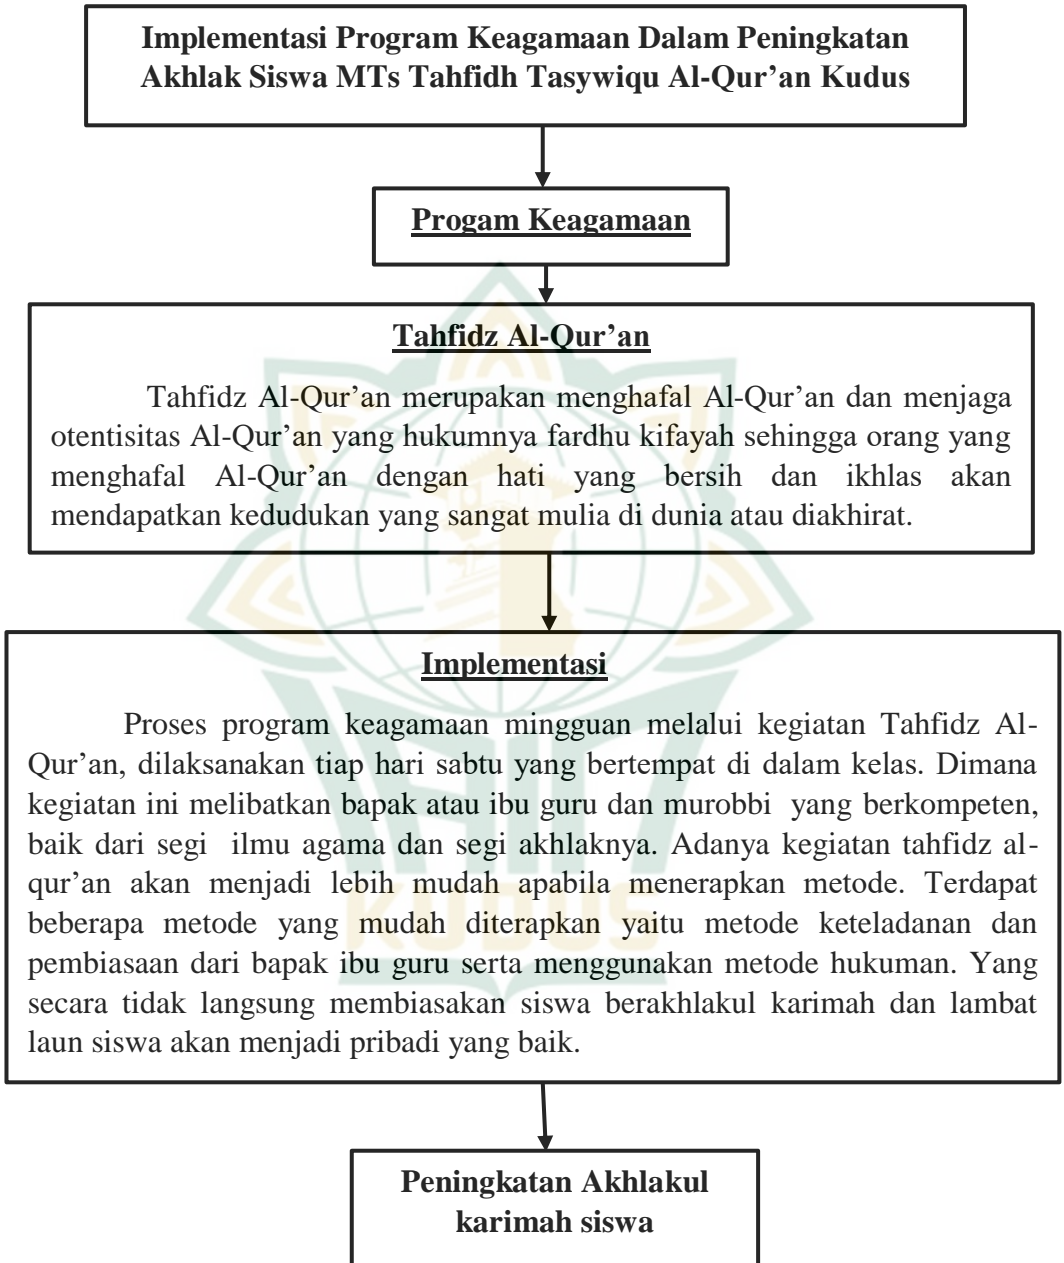 Implementasi Program Keagamaan Dalam Peningkatan
Akhlak Siswa MTs Tahfidh Tasywiqu Al-Qur’an Kudus
Progam Keagamaan
Tahfidz Al-Qur’an
Tahfidz Al-Qur’an merupakan menghafal Al-Qur’an dan menjaga
otentisitas Al-Qur’an yang hukumnya fardhu kifayah sehingga orang yang
menghafal Al-Qur’an dengan hati yang bersih dan ikhlas akan
mendapatkan kedudukan yang sangat mulia di dunia atau diakhirat.
Implementasi
Proses program keagamaan mingguan melalui kegiatan Tahfidz Al-
Qur’an, dilaksanakan tiap hari sabtu yang bertempat di dalam kelas. Dimana
kegiatan ini melibatkan bapak atau ibu guru dan murobbi yang berkompeten,
baik dari segi ilmu agama dan segi akhlaknya. Adanya kegiatan tahfidz al-
qur’an akan menjadi lebih mudah apabila menerapkan metode. Terdapat
beberapa metode yang mudah diterapkan yaitu metode keteladanan dan
pembiasaan dari bapak ibu guru serta menggunakan metode hukuman. Yang
secara tidak langsung membiasakan siswa berakhlakul karimah dan lambat
laun siswa akan menjadi pribadi yang baik.
IAIN
KUDUS
Peningkatan Akhlakul
karimah siswa